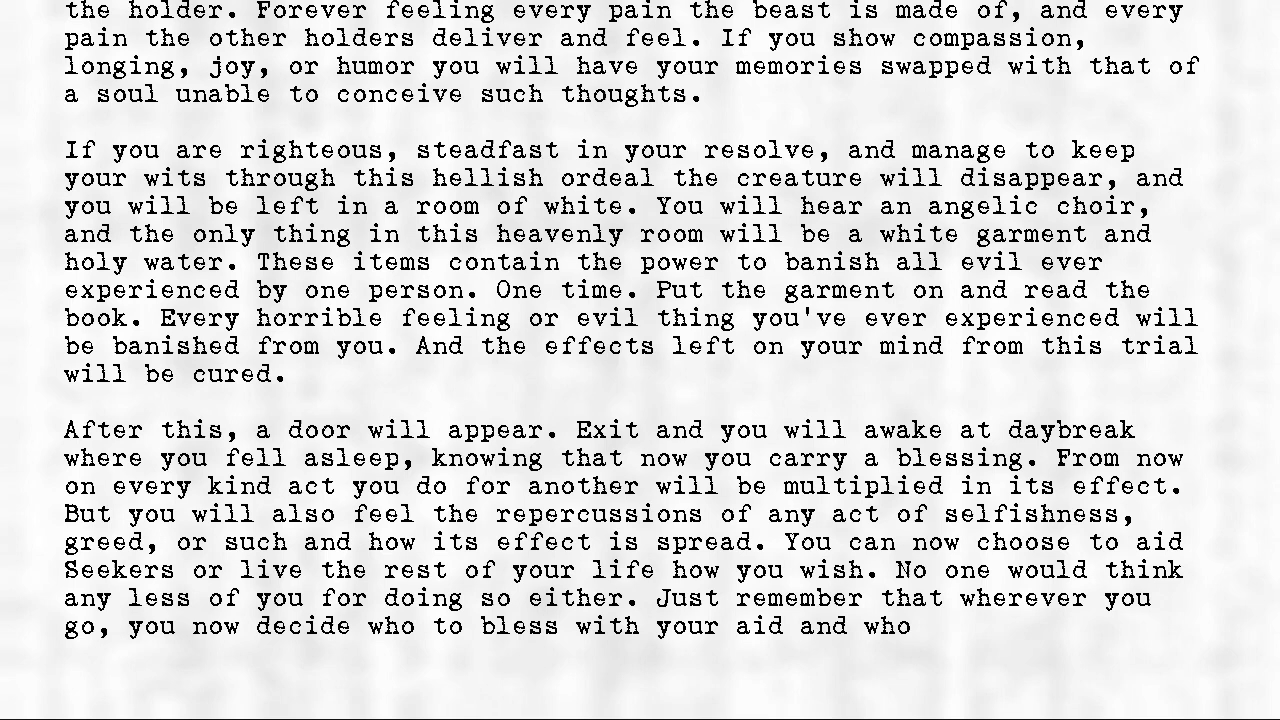 the holder. Forever feeling every pain the beast is made of, and every
pain the other holders deliver and feel. If you show compassion,
longing, joy, or humor you will have your memories swapped with that of
a soul unable to conceive such thoughts.
If you are righteous, steadfast in your resolve, and manage to keep
your wits through this hellish ordeal the creature will disappear, and
you will be left in a room of white. You will hear an angelic choir,
and the only thing in this heavenly room will be a white garment and
holy water. These items contain the power to banish all evil ever
experienced by one person. One time. Put the garment on and read the
book. Every horrible feeling or evil thing you've ever experienced will
be banished from you. And the effects left on your mind from this trial
will be cured.
After this, a door will appear. Exit and you will awake at daybreak
where you fell asleep, knowing that now you carry a blessing. From now
on every kind act you do for another will be multiplied in its effect.
But you will also feel the repercussions of any act of selfishness,
greed, or such and how its effect is spread. You can now choose to aid
Seekers or live the rest of your life how you wish. No one would think
any less of you for doing so either. Just remember that wherever you
go, you now decide who to bless with your aid and who